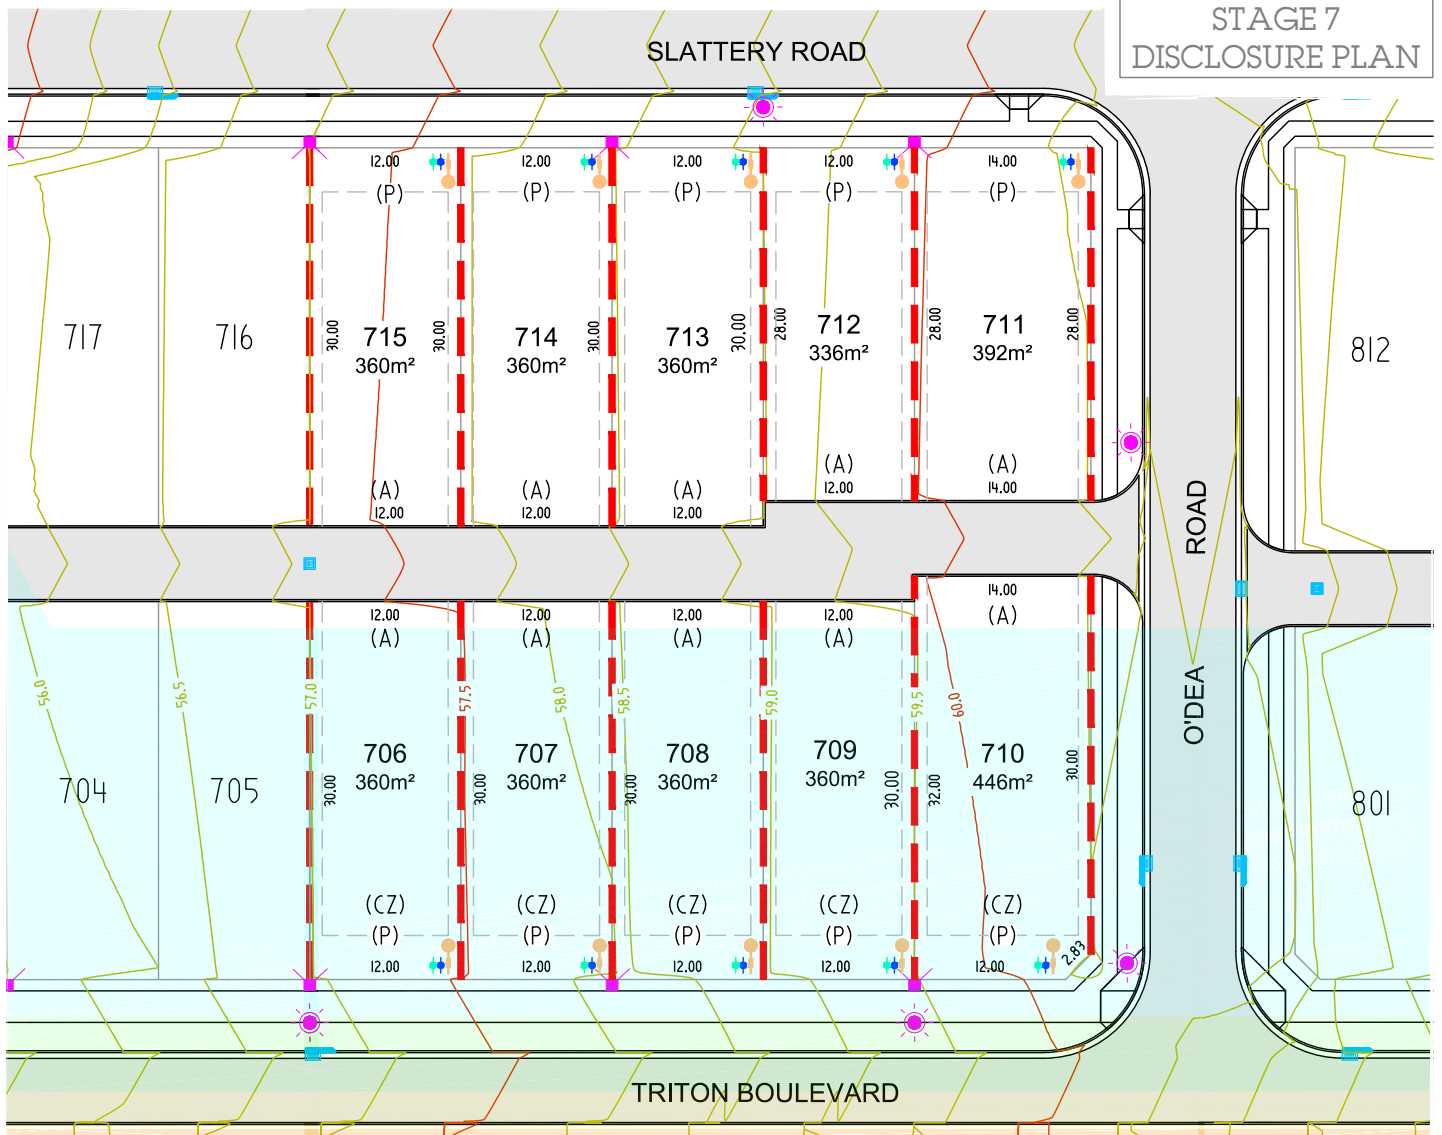 STAGE 7
DISCLOSURE PLAN
SLATTERY ROAD
12.00 12.00 12.00 12.00 14.00
(P) (P) (P) (P) (P)
717 716 715 714 713 712 711 812
360m² 360m² 360m² 336m² 392m²
30.00 30.00 30.00 30.00 28.00 28.00 28.00
(A) (A) (A) (A) (A)
12.00 12.00 12.00 12.00 14.00
O'DEA ROAD
12.00 12.00 12.00 12.00 14.00
(A) (A) (A) (A) (A)
56.0 56.5 57.0 57.5 58.0 58.5 59.0 59.5 60.0
704 705 706 707 708 709 710 801
360m² 360m² 360m² 360m² 446m²
30.00 30.00 30.00 30.00 32.00 30.00
(CZ) (CZ) (CZ) (CZ) (CZ)
(P) (P) (P) (P) (P)
12.00 12.00 12.00 12.00 12.00 2.83
TRITON BOULEVARD